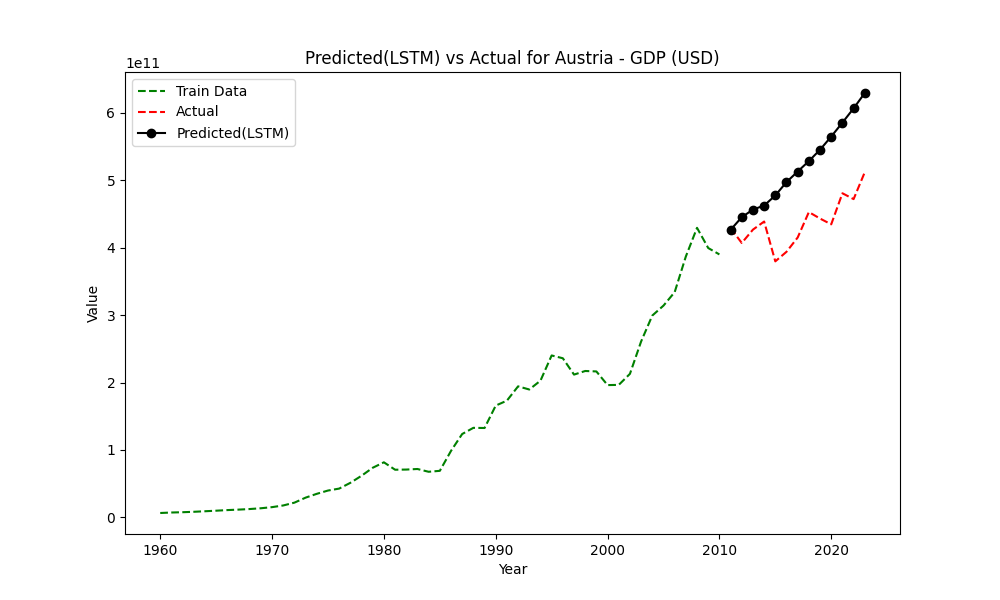 Predicted(LSTM) vs Actual for Austria - GDP (USD)
1e11
Train Data
Actual
Predicted(LSTM)
6
5
4
3
2
1
0
Value
1960 1970 1980 1990 2000 2010 2020
Year